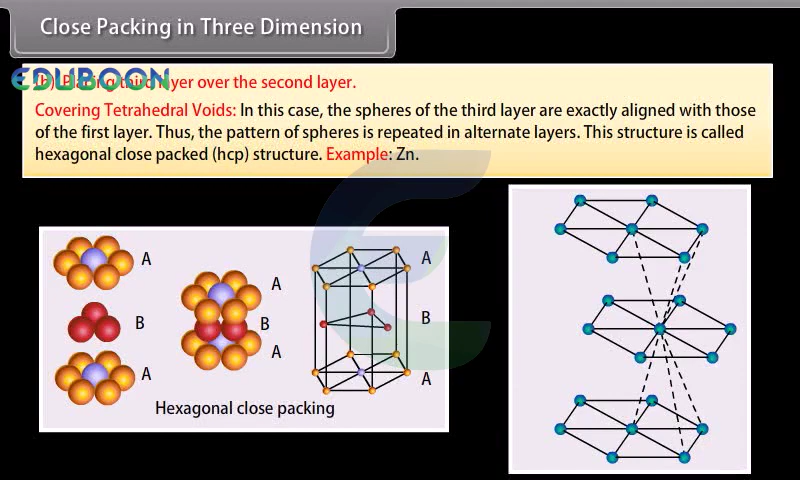 Close Packing in Three Dimension
EDUBOON
(b) Placing third layer over the second layer.
Covering Tetrahedral Voids: In this case, the spheres of the third layer are exactly aligned with those
of the first layer. Thus, the pattern of spheres is repeated in alternate layers. This structure is called
hexagonal close packed (hcp) structure. Example: Zn.
A
B
A
A
B
A
A
B
A
Hexagonal close packing